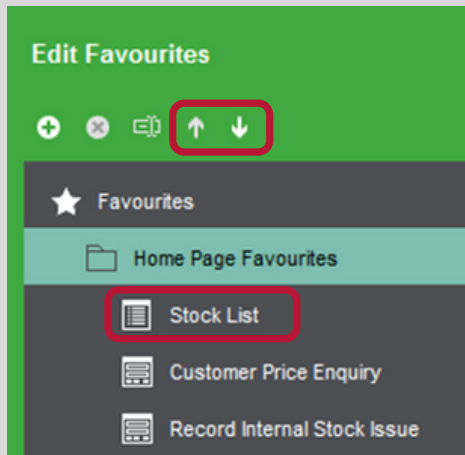 Edit Favourites
Favourites
Home Page Favourites
Stock List
Customer Price Enquiry
Record Internal Stock Issue